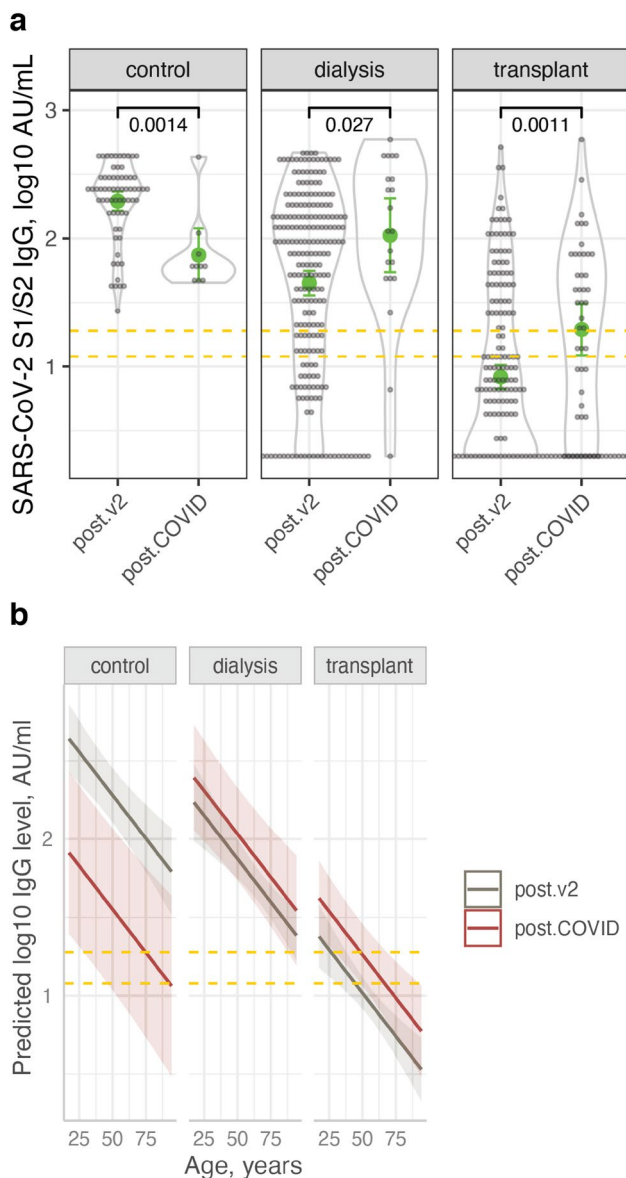 a
control dialysis transplant
SARS-CoV-2 S1/S2 IgG, log10 AU/mL
3
2
1
0.0014 0.027 0.0011
post.v2 post.COVID post.v2 post.COVID post.v2 post.COVID
b
control dialysis transplant
Predicted log10 IgG level, AU/ml
2
1
post.v2
post.COVID
25 50 75 25 50 75 25 50 75
Age, years